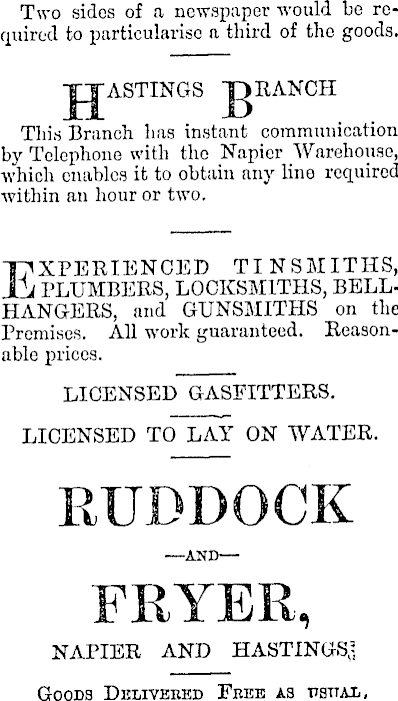 Two sides of a newspaper would be re-
quired to particularise a third of the goods.
HASTINGS BRANCH
This Branch has instant communication
by Telephone with the Napier Warehouse,
which enables it to obtain any line required
within an hour or two.
EXPERIENCED TINSMITHS,
PLUMBERS, LOCKSMITHS, BELL-
HANGERS, and GUNSMITHS on the
Premises. All work guaranteed. Reason-
able prices.
LICENSED GASFITTERS.
LICENSED TO LAY ON WATER.
RUDDOCK
—AND—
FRYER,
NAPIER AND HASTINGS,
GOODS DELIVERED FREE AS USUAL,